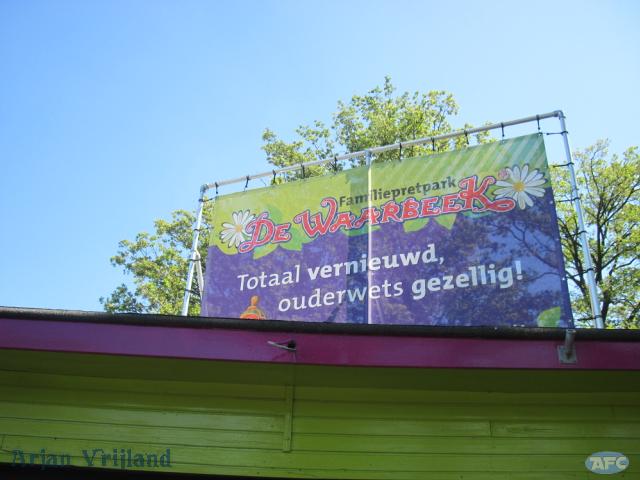 Familiepretpark
De Waarbeek
Totaal vernieuwd,
ouderwets gezellig!
Arjan Vrijland
AFC